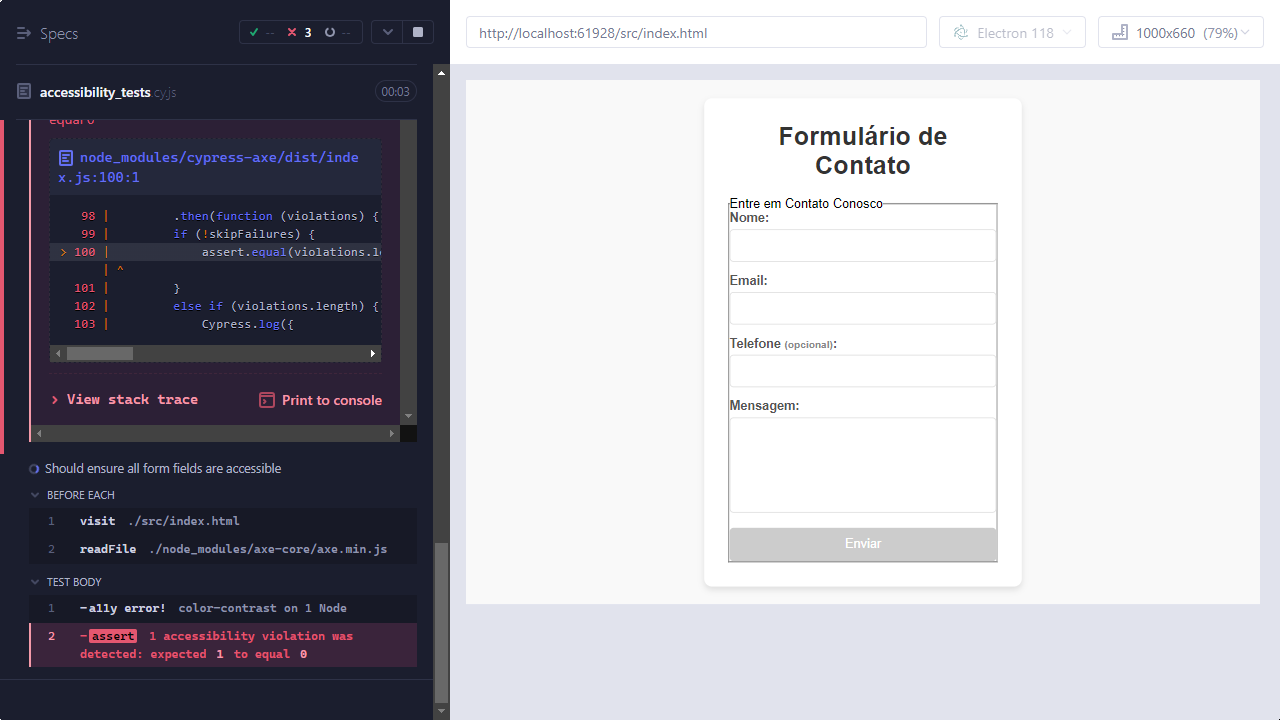 Specs
-- 3 --
http://localhost:61928/src/index.html
Electron 118
1000x660 (79%)
accessibility_tests cy.js
00:03
equal 0
node_modules/cypress-axe/dist/inde
x.js:100:1
98 | .then(function (violations) {
99 | if (!skipFailures) {
> 100 | assert.equal(violations.l
| ^
101 | }
102 | else if (violations.length) {
103 | Cypress.log({
> View stack trace
Print to console
Should ensure all form fields are accessible
BEFORE EACH
1 visit ./src/index.html
2 readFile ./node_modules/axe-core/axe.min.js
TEST BODY
1 -a11y error! color-contrast on 1 Node
2 -assert 1 accessibility violation was
detected: expected 1 to equal 0
Formulário de
Contato
Entre em Contato Conosco
Nome:
Email:
Telefone (opcional):
Mensagem:
Enviar